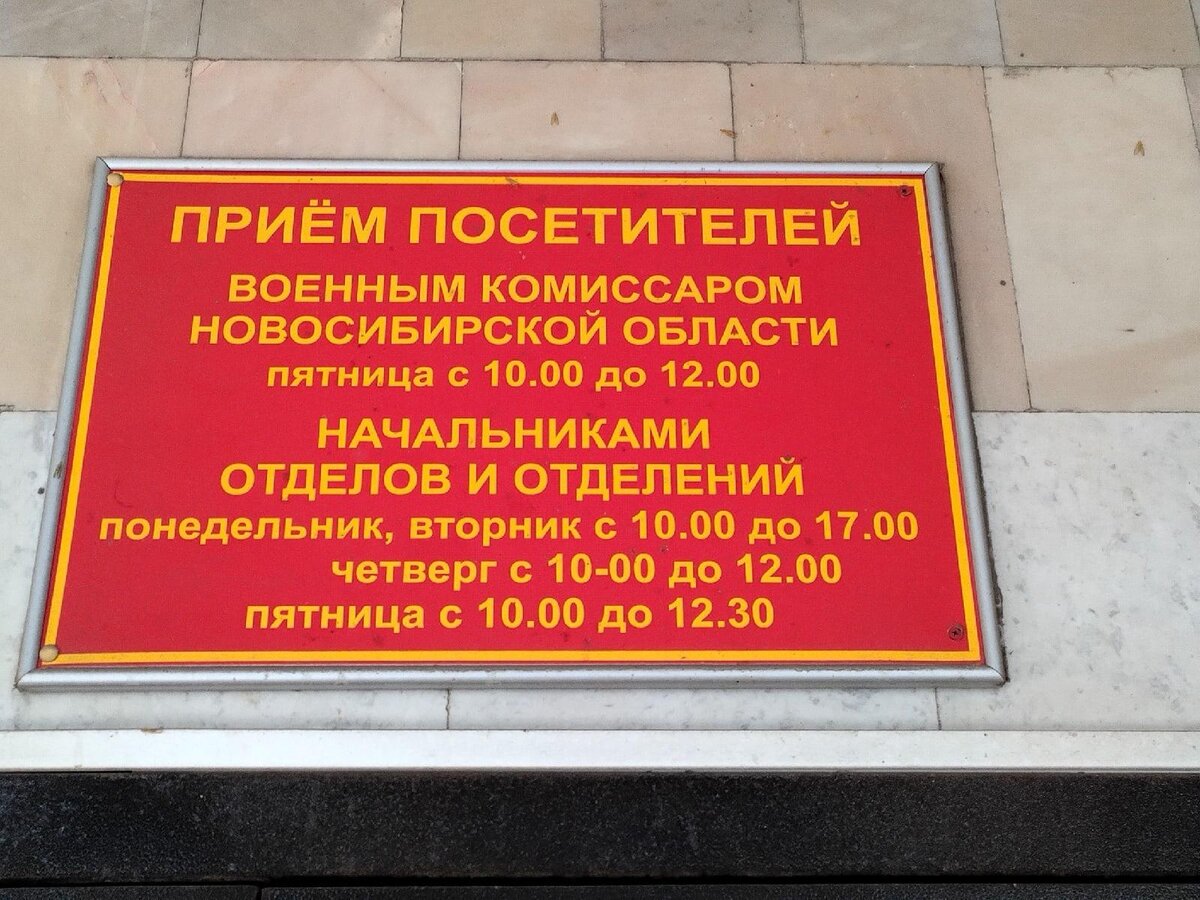 ПРИЁМ ПОСЕТИТЕЛЕЙ
ВОЕННЫМ КОМИССАРОМ
НОВОСИБИРСКОЙ ОБЛАСТИ
пятница с 10.00 до 12.00
НАЧАЛЬНИКАМИ
ОТДЕЛОВ И ОТДЕЛЕНИЙ
понедельник, вторник с 10.00 до 17.00
четверг с 10-00 до 12.00
пятница с 10.00 до 12.30